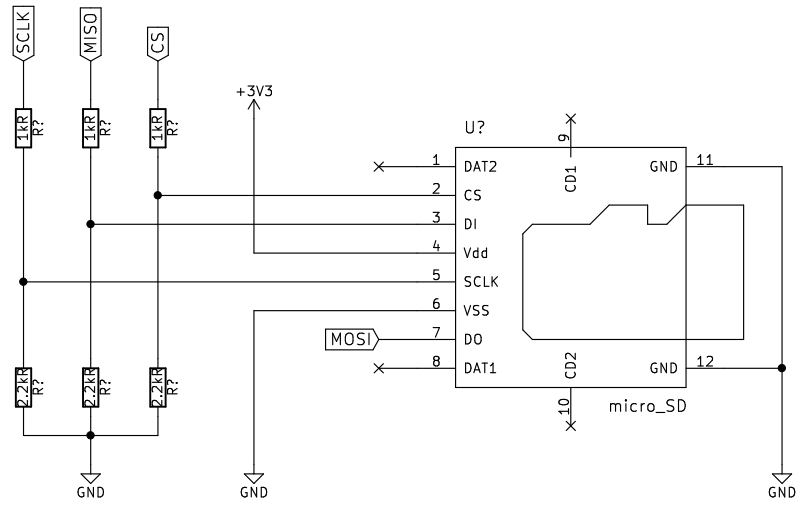 SCLK
MISO
CS
+3V3
1kR
R?
1kR
R?
1kR
R?
U?
9
CD1
1
DAT2
GND
11
2
CS
3
DI
4
Vdd
5
SCLK
6
VSS
MOSI
7
DO
8
DAT1
CD2
GND
12
10
micro_SD
2.2kR
R?
2.2kR
R?
2.2kR
R?
GND
GND
GND